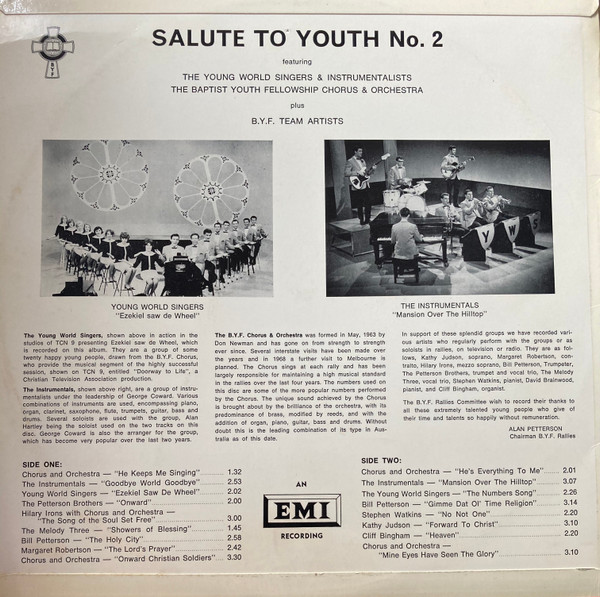 SALUTE TO YOUTH No. 2
featuring
THE YOUNG WORLD SINGERS & INSTRUMENTALISTS
THE BAPTIST YOUTH FELLOWSHIP CHORUS & ORCHESTRA
plus
B.Y.F. TEAM ARTISTS
B
Y
F
Y W S
YOUNG WORLD SINGERS
"Ezekiel saw de Wheel"
THE INSTRUMENTALS
"Mansion Over The Hilltop"
The Young World Singers, shown above in action in the
studios of TCN 9 presenting Ezekiel saw de Wheel, which
is recorded on this album. They are a group of some
twenty happy young people, drawn from the B.Y.F. Chorus,
who provide the musical segment of the highly successful
session, shown on TCN 9, entitled "Doorway to Life", a
Christian Television Association production.
The Instrumentals, shown above right, are a group of instru-
mentalists under the leadership of George Coward. Various
combinations of instruments are used, encompassing piano,
organ, clarinet, saxophone, flute, trumpets, guitar, bass and
drums. Several soloists are used with the group, Alan
Hartley being the soloist used on the two tracks on this
disc. George Coward is also the arranger for the group,
which has become very popular over the last two years.
The B.Y.F. Chorus & Orchestra was formed in May, 1963 by
Don Newman and has gone on from strength to strength
ever since. Several interstate visits have been made over
the years and in 1968 a further visit to Melbourne is
planned. The Chorus sings at each rally and has been
largely responsible for maintaining a high musical standard
in the rallies over the last four years. The numbers used on
this disc are some of the more popular numbers performed
by the Chorus. The unique sound achieved by the Chorus
is brought about by the brilliance of the orchestra, with its
predominance of brass, modified by reeds, and with the
addition of organ, piano, guitar, bass and drums. Without
doubt this is the leading combination of its type in Aus-
tralia as of this date.
In support of these splendid groups we have recorded vari-
ous artists who regularly perform with the groups or as
soloists in our rallies, on television or radio. They are as fol-
lows, Kathy Judson, soprano, Margaret Robertson, con-
tralto, Hilary Irons, mezzo soprano, Bill Petterson, Trumpeter,
The Petterson Brothers, trumpet and vocal trio, The Melody
Three, vocal trio, Stephen Watkins, pianist, David Brainwood,
pianist, and Cliff Bingham, organist.
The B.Y.F. Rallies Committee wish to record their thanks to
all these extremely talented young people who give of
their time and talents so happily without remuneration.
ALAN PETTERSON
Chairman B.Y.F. Rallies
SIDE ONE:
Chorus and Orchestra — "He Keeps Me Singing" 1.32
The Instrumentals — "Goodbye World Goodbye" 2.53
Young World Singers — "Ezekiel Saw De Wheel" 2.02
The Petterson Brothers — "Onward" 2.00
Hilary Irons with Chorus and Orchestra —
"The Song of the Soul Set Free" 3.00
The Melody Three — "Showers of Blessing" 1.45
Bill Petterson — "The Holy City" 2.58
Margaret Robertson — "The Lord's Prayer" 2.42
Chorus and Orchestra — "Onward Christian Soldiers" 3.30
AN
EMI
RECORDING
SIDE TWO:
Chorus and Orchestra — "He's Everything To Me" 2.01
The Instrumentals — "Mansion Over The Hilltop" 3.07
The Young World Singers — "The Numbers Song" 2.26
Bill Petterson — "Gimme Dat Ol' Time Religion" 3.14
Stephen Watkins — "No Not One" 2.20
Kathy Judson — "Forward To Christ" 3.10
Cliff Bingham — "Heaven" 2.20
Chorus and Orchestra —
"Mine Eyes Have Seen The Glory" 3.10